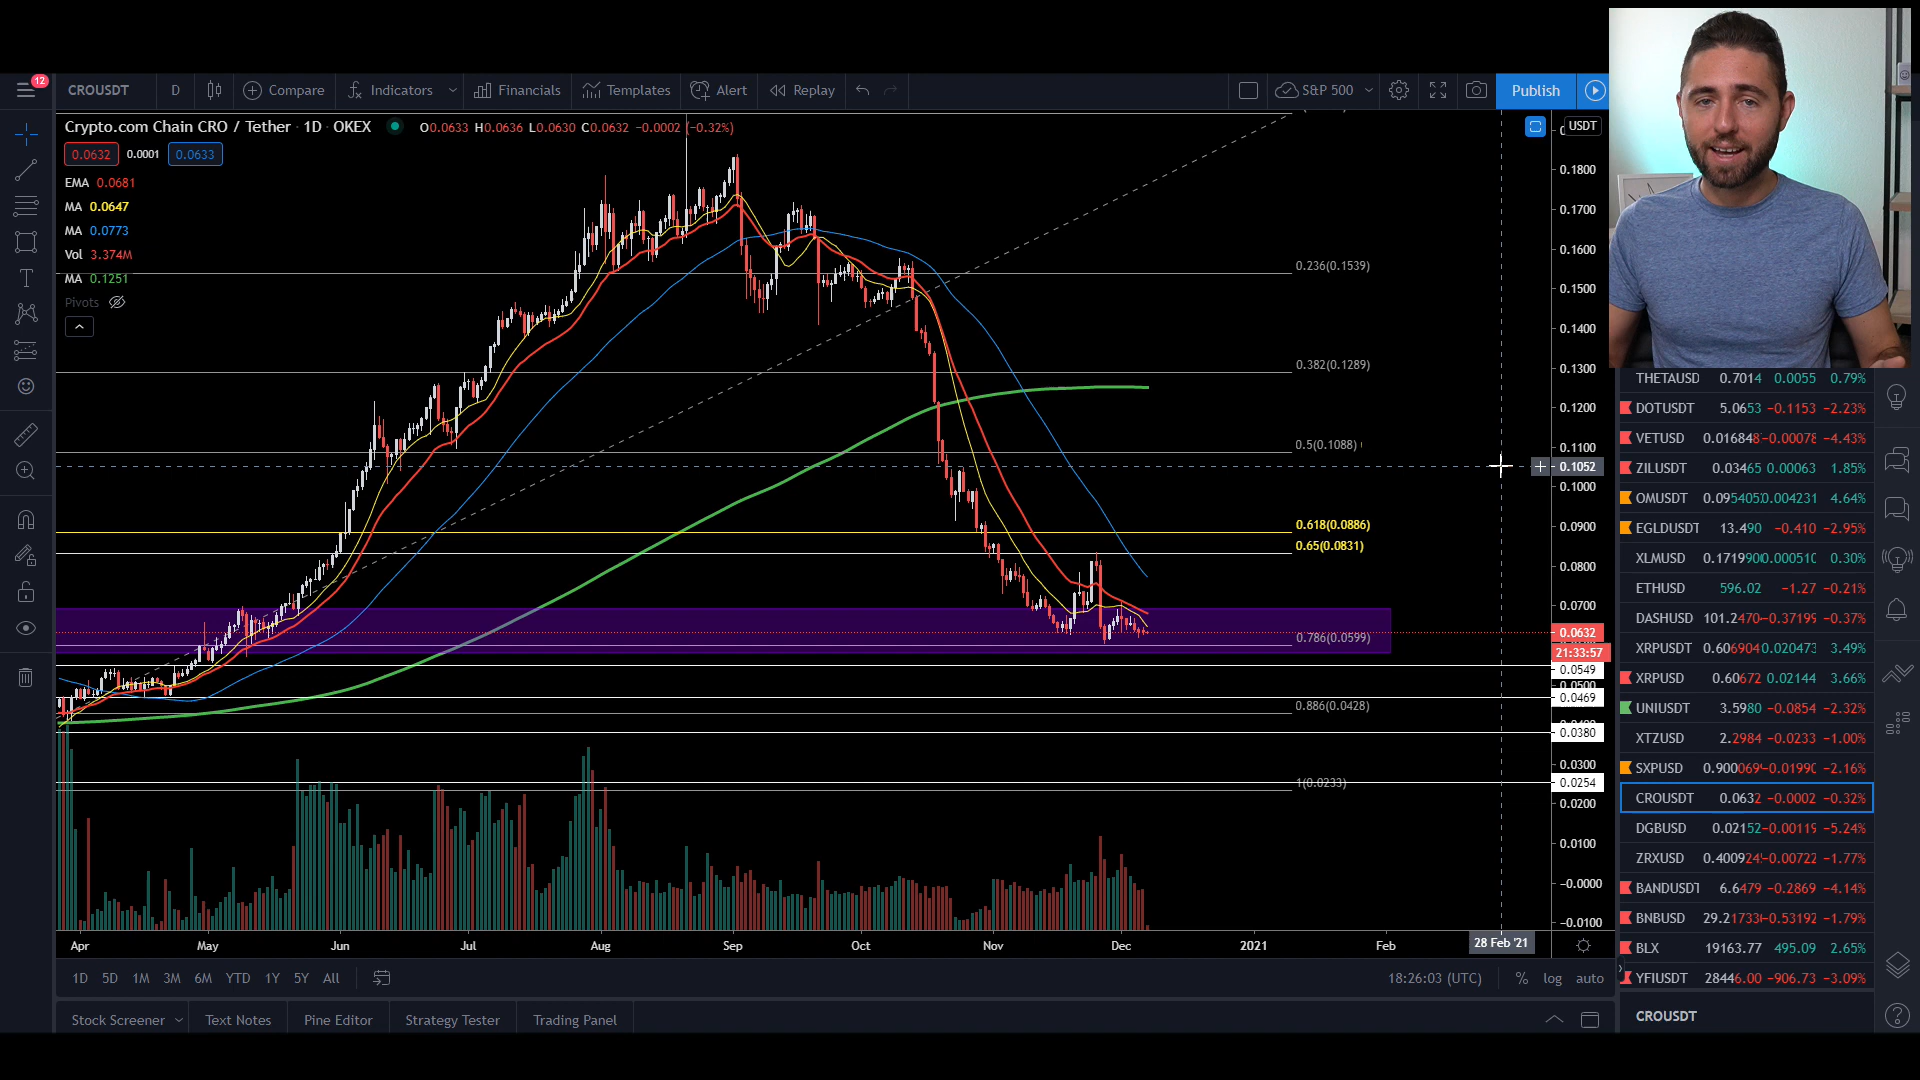 12
CROUSDT D Compare Indicators Financials Templates Alert Replay S&P 500 Publish
Crypto.com Chain CRO / Tether · 1D · OKEX O0.0633 H0.0636 L0.0630 C0.0632 −0.0002 (−0.32%)
0.0632 0.0001 0.0633
EMA 0.0681
MA 0.0647
MA 0.0773
Vol 3.374M
MA 0.1251
Pivots
USDT
0.1800
0.1700
0.1600
0.1500
0.1400
0.1300
0.1200
0.1100
0.1052
0.1000
0.0900
0.0800
0.0700
0.0632
21:33:57
0.0549
0.0500
0.0469
0.0380
0.0300
0.0254
0.0200
0.0100
−0.0000
−0.0100
0.236(0.1539)
0.382(0.1289)
0.5(0.1088)
0.618(0.0886)
0.65(0.0831)
0.786(0.0599)
0.886(0.0428)
1(0.0233)
Apr May Jun Jul Aug Sep Oct Nov Dec 2021 Feb 28 Feb '21
1D 5D 1M 3M 6M YTD 1Y 5Y All 18:26:03 (UTC) % log auto
Stock Screener Text Notes Pine Editor Strategy Tester Trading Panel
THETAUSD 0.7014 0.0055 0.79%
DOTUSDT 5.0653 −0.1153 −2.23%
VETUSD 0.016848 −0.00078 −4.43%
ZILUSDT 0.03465 0.00063 1.85%
OMUSDT 0.095405 0.004231 4.64%
EGLDUSDT 13.490 −0.410 −2.95%
XLMUSD 0.171990 0.000510 0.30%
ETHUSD 596.02 −1.27 −0.21%
DASHUSD 101.2470 −0.37199 −0.37%
XRPUSDT 0.606904 0.020473 3.49%
XRPUSD 0.60672 0.02144 3.66%
UNIUSDT 3.5980 −0.0854 −2.32%
XTZUSD 2.2984 −0.0233 −1.00%
SXPUSD 0.90006 −0.0199 −2.16%
CROUSDT 0.0632 −0.0002 −0.32%
DGBUSD 0.02152 −0.00119 −5.24%
ZRXUSD 0.40092 −0.00722 −1.77%
BANDUSDT 6.6479 −0.2869 −4.14%
BNBUSD 29.2173 −0.53192 −1.79%
BLX 19163.77 495.09 2.65%
YFIUSDT 28446.00 −906.73 −3.09%
CROUSDT